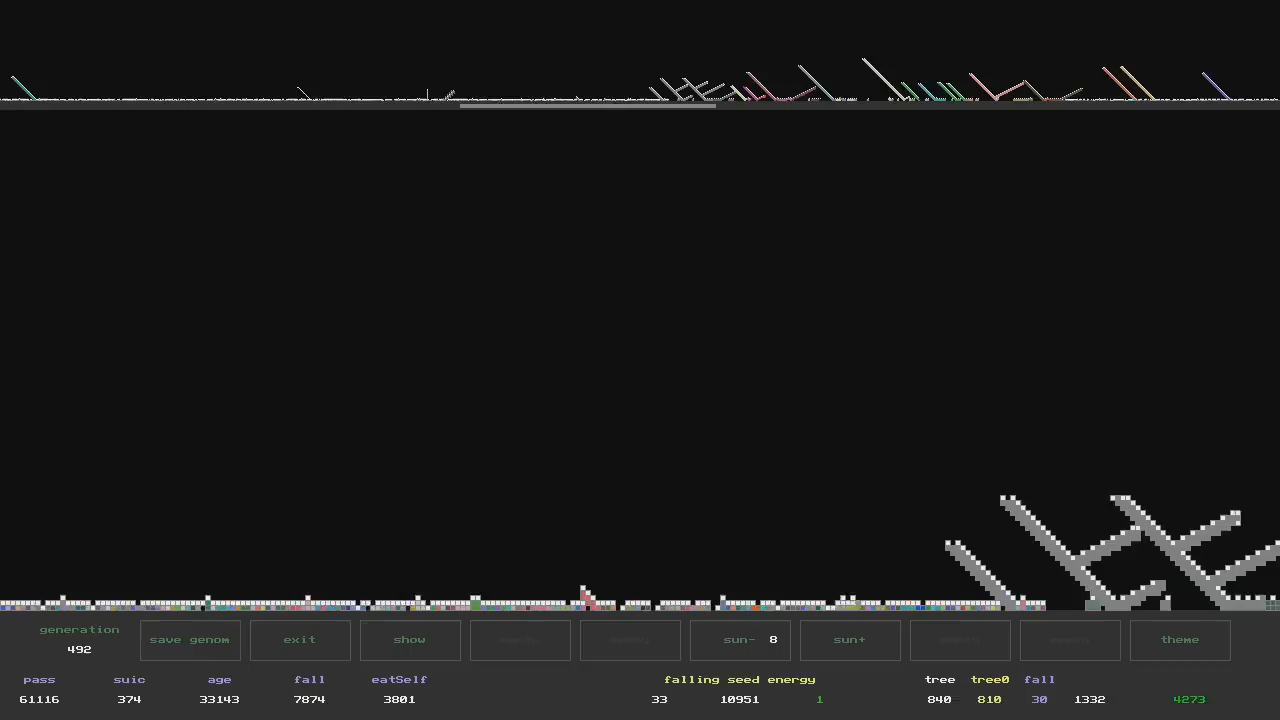 generation
492
save genom
exit
show
sun- 8
sun+
theme
pass suic age fall eatSelf falling seed energy tree tree0 fall
61116 374 33143 7874 3801 33 10951 1 840 810 30 1332 4273